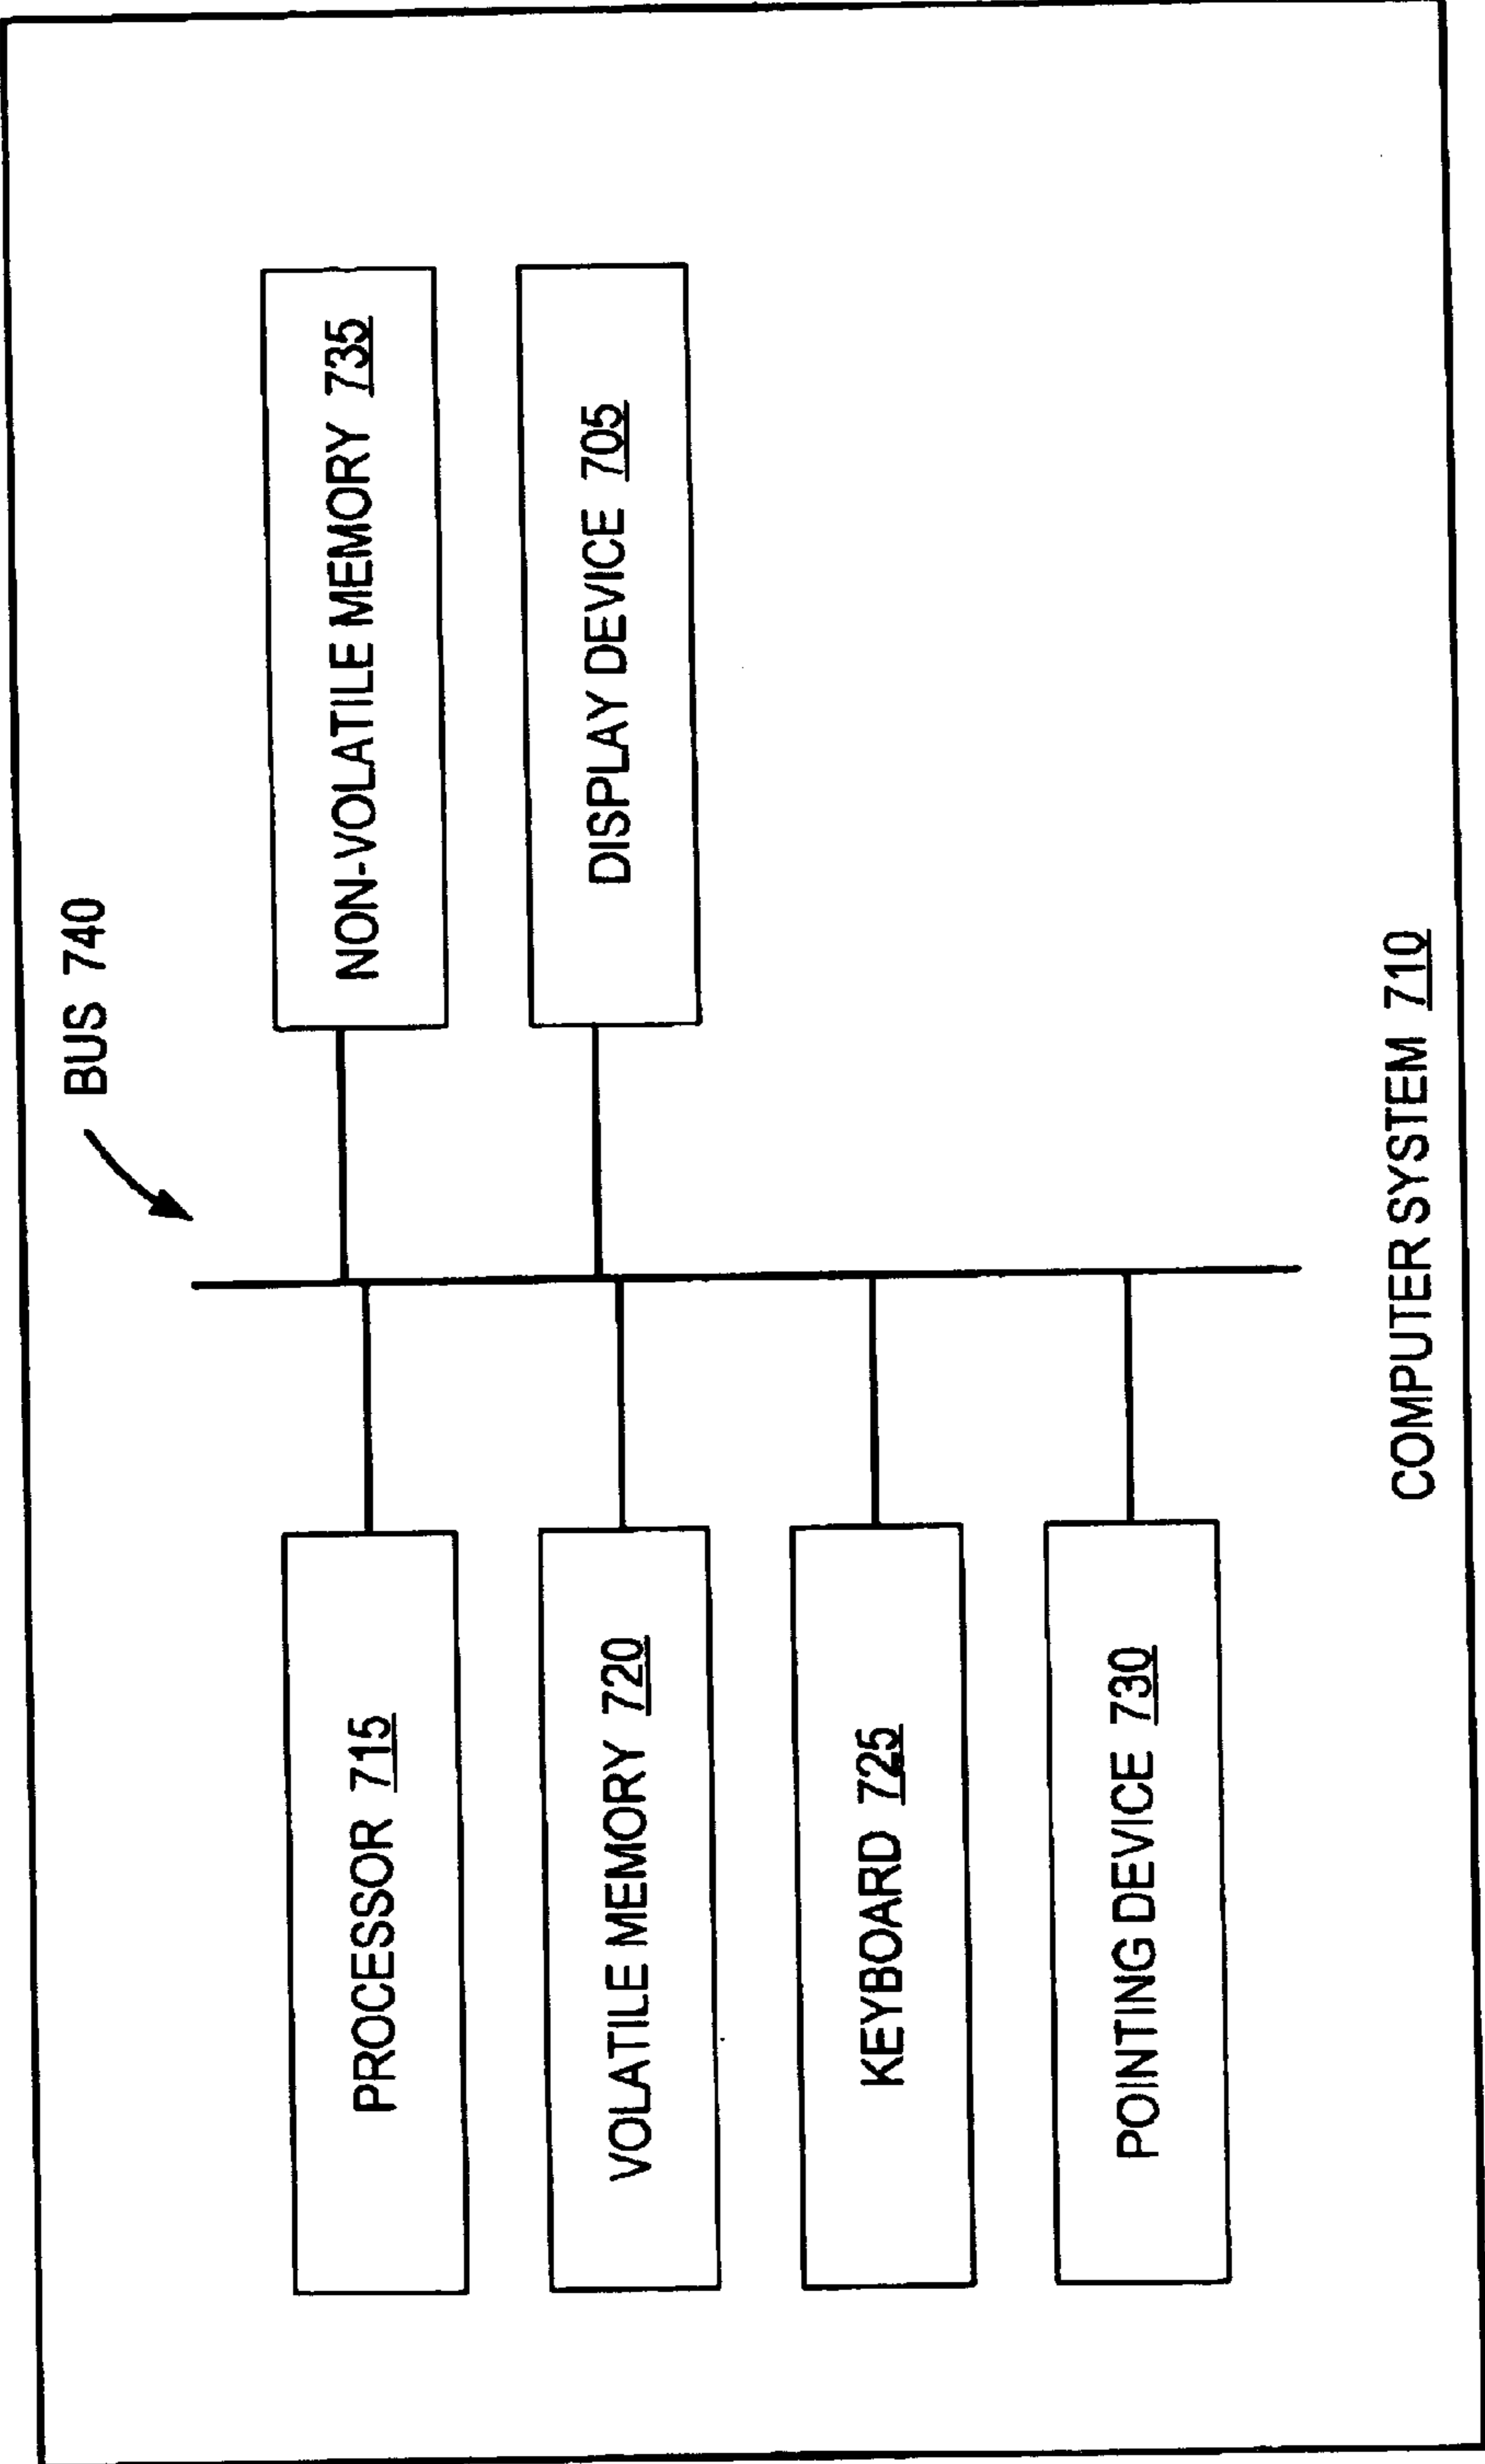 BUS 740
PROCESSOR 715
NON-VOLATILE MEMORY 735
VOLATILE MEMORY 720
DISPLAY DEVICE 705
KEYBOARD 725
POINTING DEVICE 730
COMPUTER SYSTEM 710